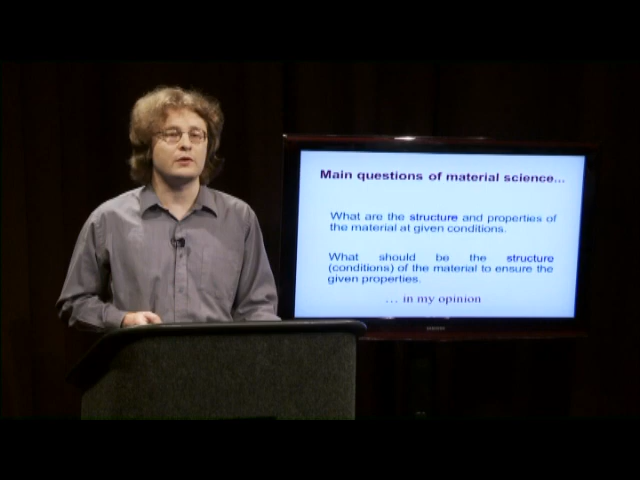 Main questions of material science...
What are the structure and properties of
the material at given conditions.
What should be the structure
(conditions) of the material to ensure the
given properties.
... in my opinion